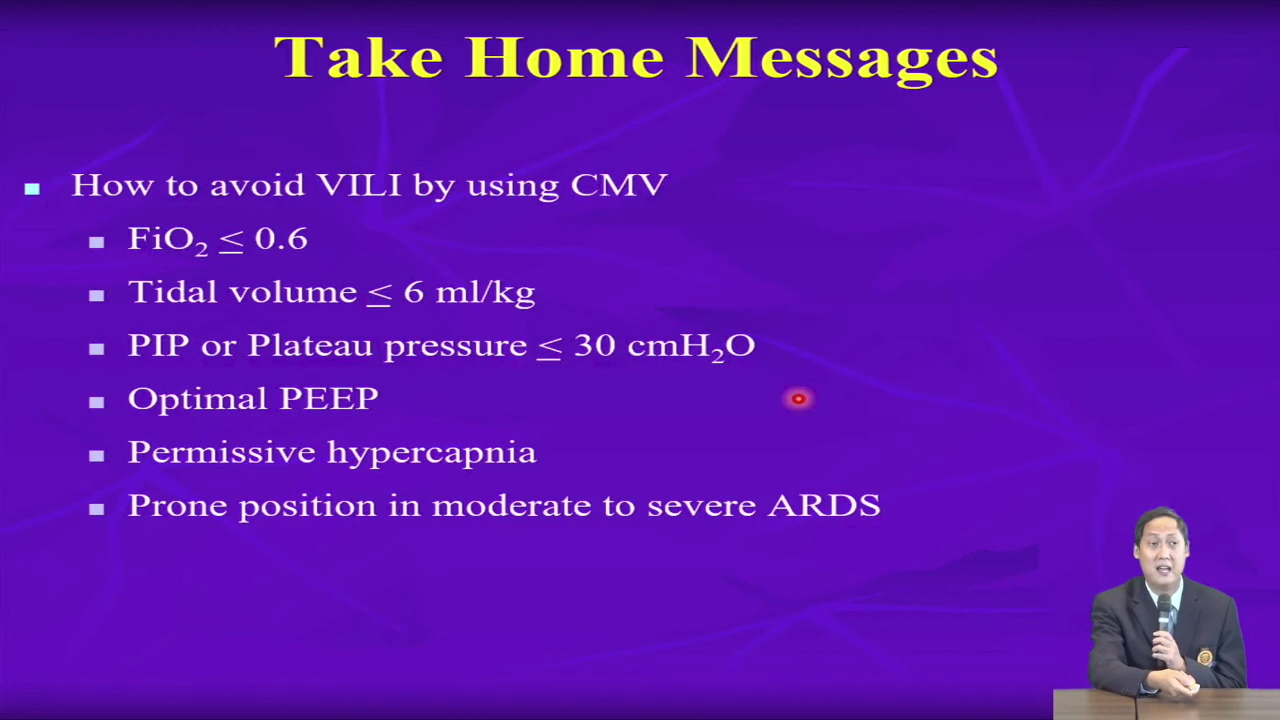 Take Home Messages
How to avoid VILI by using CMV
FiO₂ ≤ 0.6
Tidal volume ≤ 6 ml/kg
PIP or Plateau pressure ≤ 30 cmH₂O
Optimal PEEP
Permissive hypercapnia
Prone position in moderate to severe ARDS